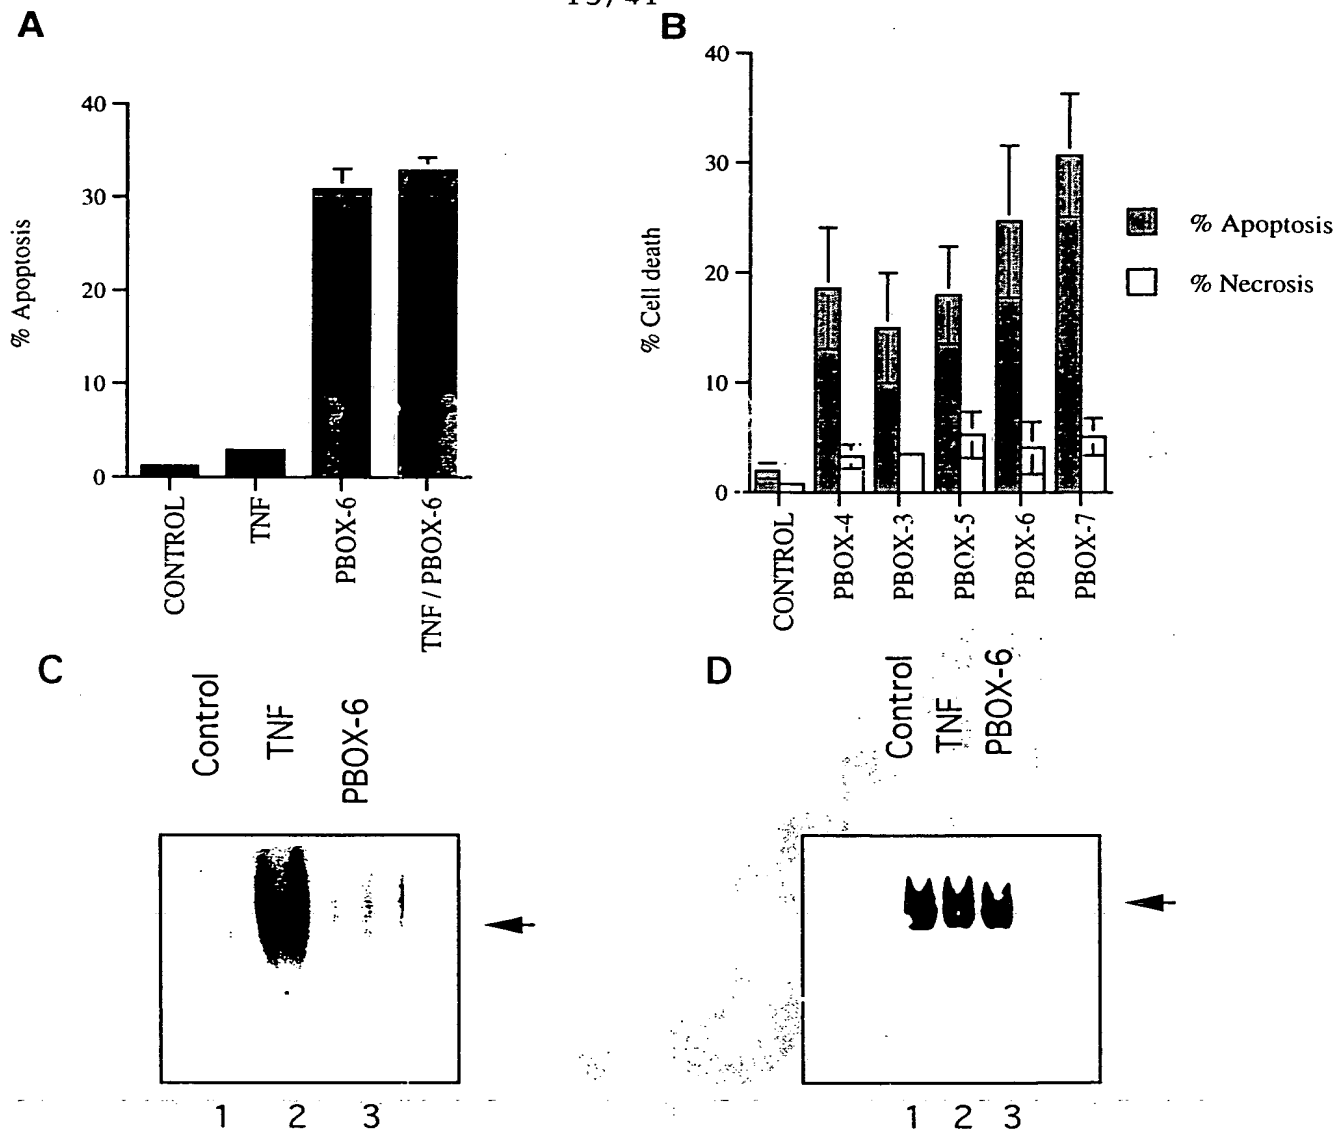 A
40
30
20
10
0
% Apoptosis
CONTROL
TNF
PBOX-6
TNF / PBOX-6
B
40
30
20
10
0
% Cell death
% Apoptosis
% Necrosis
CONTROL
PBOX-4
PBOX-3
PBOX-5
PBOX-6
PBOX-7
C
Control
TNF
PBOX-6
1 2 3
D
Control
TNF
PBOX-6
1 2 3